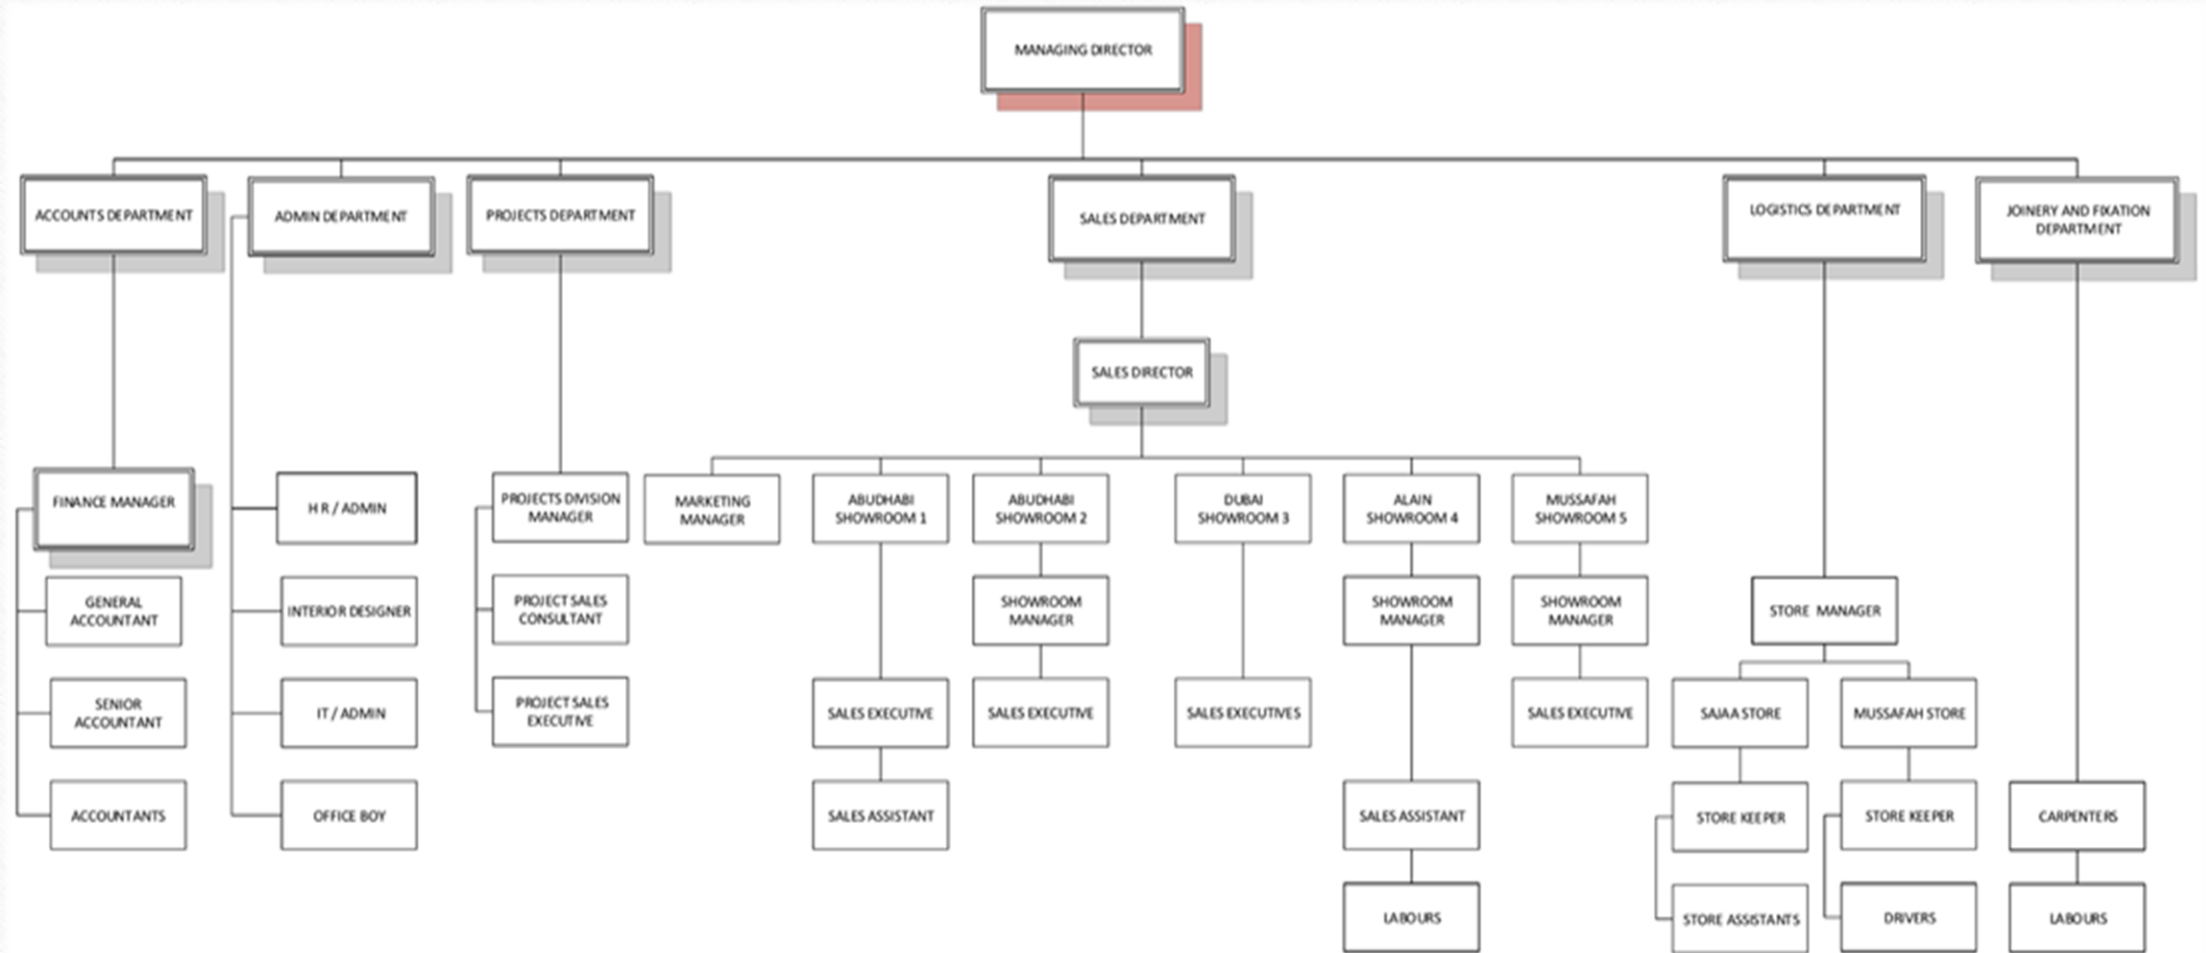 MANAGING DIRECTOR
ACCOUNTS DEPARTMENT
ADMIN DEPARTMENT
PROJECTS DEPARTMENT
SALES DEPARTMENT
LOGISTICS DEPARTMENT
JOINERY AND FIXATION
DEPARTMENT
SALES DIRECTOR
FINANCE MANAGER
H R / ADMIN
PROJECTS DIVISION
MANAGER
MARKETING
MANAGER
ABUDHABI
SHOWROOM 1
ABUDHABI
SHOWROOM 2
DUBAI
SHOWROOM 3
ALAIN
SHOWROOM 4
MUSSAFAH
SHOWROOM 5
GENERAL
ACCOUNTANT
INTERIOR DESIGNER
PROJECT SALES
CONSULTANT
SHOWROOM
MANAGER
SHOWROOM
MANAGER
SHOWROOM
MANAGER
STORE MANAGER
SENIOR
ACCOUNTANT
IT / ADMIN
PROJECT SALES
EXECUTIVE
SALES EXECUTIVE
SALES EXECUTIVE
SALES EXECUTIVES
SALES EXECUTIVE
SAJAA STORE
MUSSAFAH STORE
ACCOUNTANTS
OFFICE BOY
SALES ASSISTANT
SALES ASSISTANT
STORE KEEPER
STORE KEEPER
CARPENTERS
LABOURS
STORE ASSISTANTS
DRIVERS
LABOURS